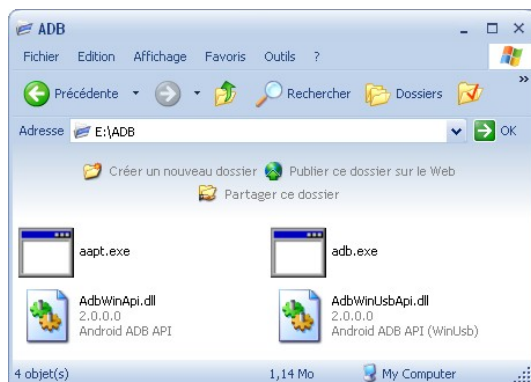 ADB
Fichier Edition Affichage Favoris Outils ?
Précédente Rechercher Dossiers »
Adresse E:\ADB OK
Créer un nouveau dossier Publier ce dossier sur le Web
Partager ce dossier
aapt.exe adb.exe
AdbWinApi.dll AdbWinUsbApi.dll
2.0.0.0 2.0.0.0
Android ADB API Android ADB API (WinUsb)
4 objet(s) 1,14 Mo My Computer